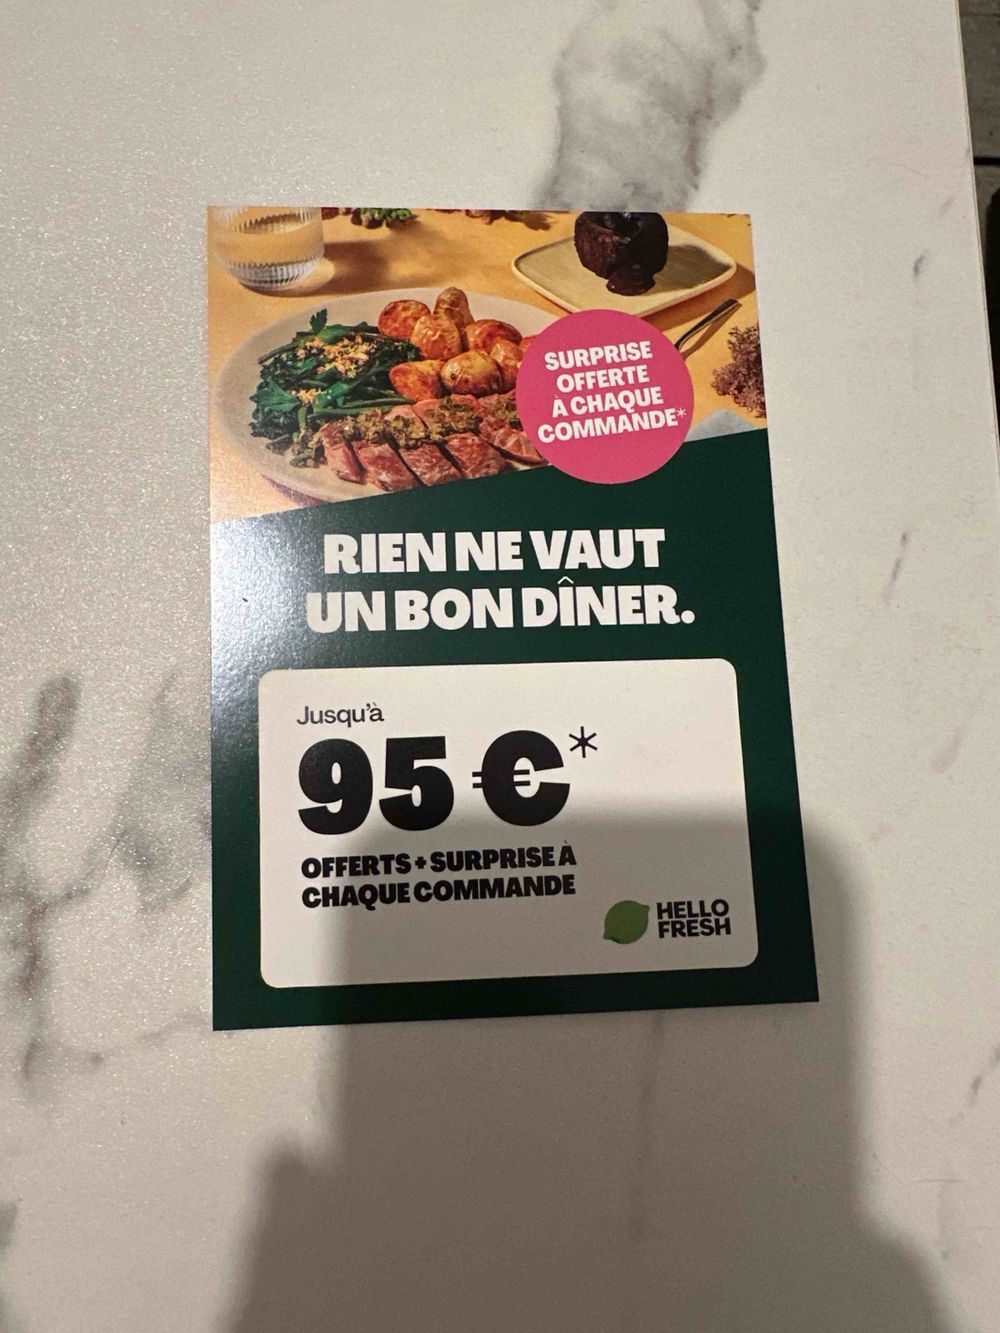 SURPRISE
OFFERTE
À CHAQUE
COMMANDE*
RIEN NE VAUT
UN BON DÎNER.
Jusqu'à
95 €*
OFFERTS + SURPRISE À
CHAQUE COMMANDE
HELLO
FRESH